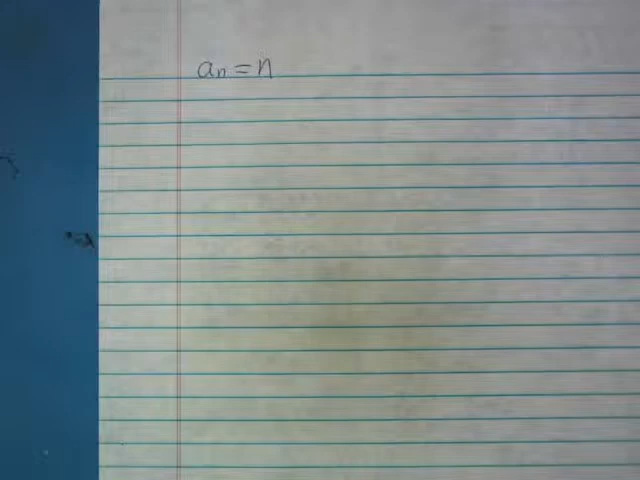 aₙ = n